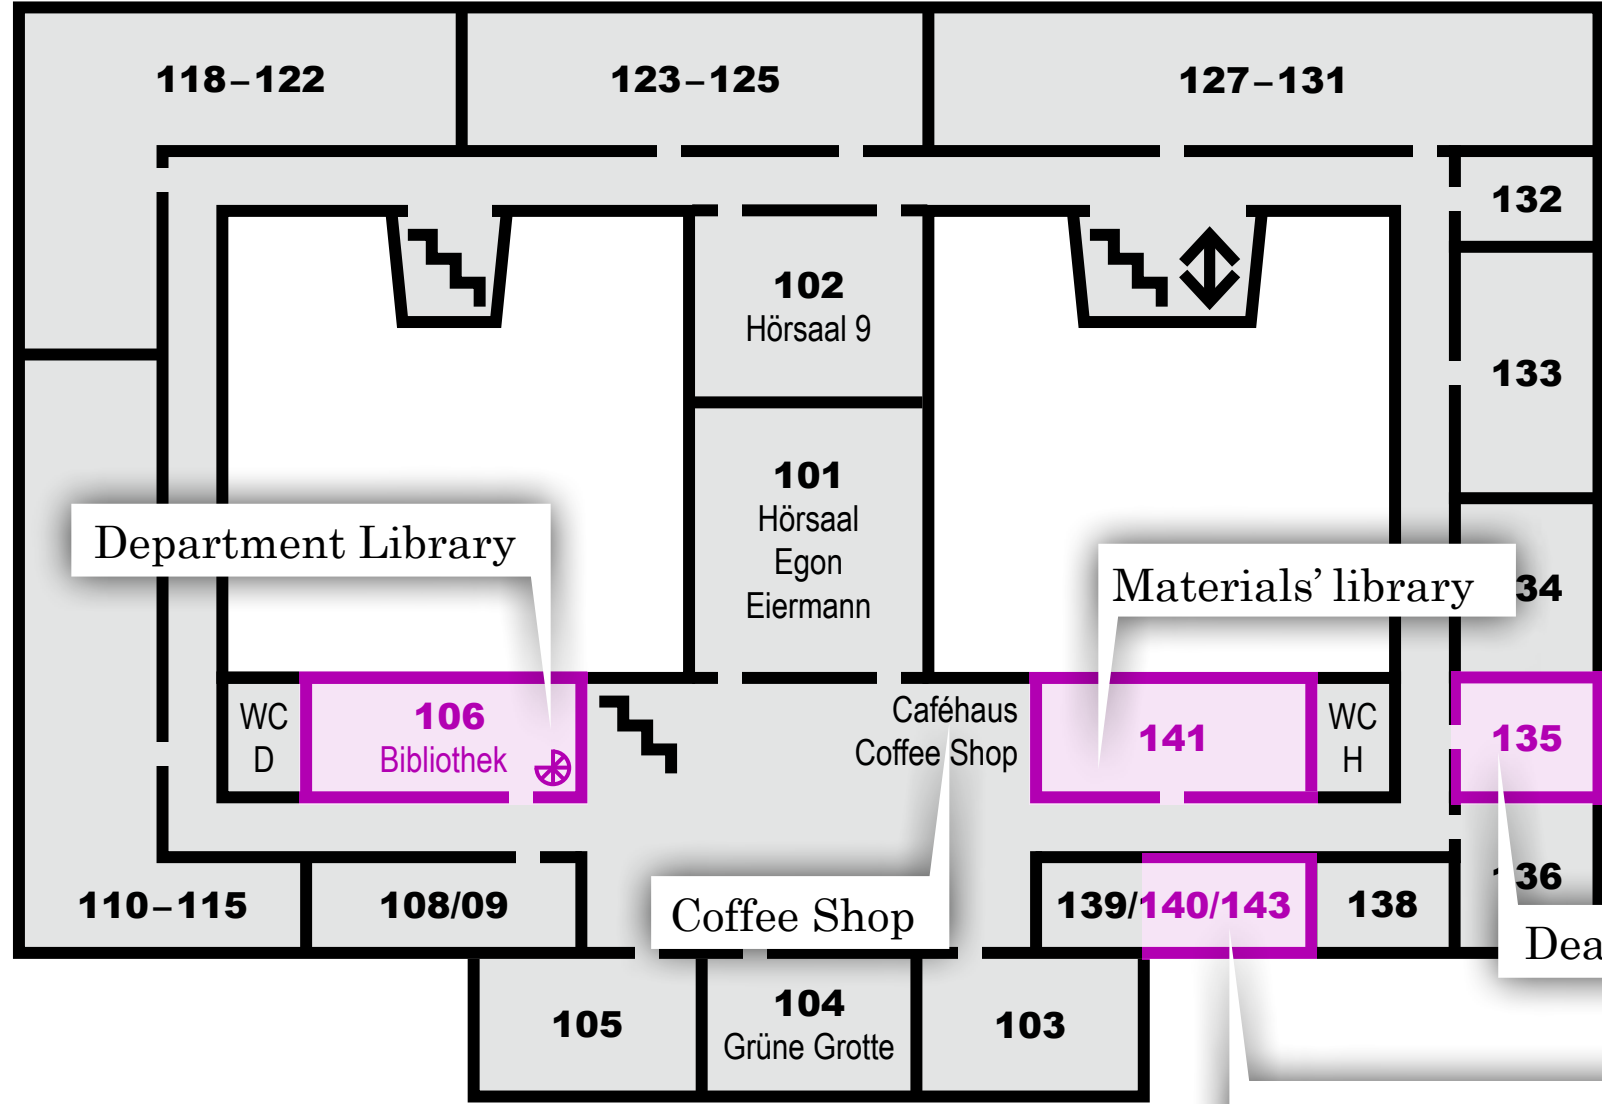 118–122
123–125
127–131
132
102
Hörsaal 9
133
101
Hörsaal
Egon
Eiermann
Department Library
Materials’ library
34
WC
D
106
Bibliothek
Caféhaus
Coffee Shop
141
WC
H
135
110–115
108/09
Coffee Shop
139/140/143
138
136
Dea
105
104
Grüne Grotte
103